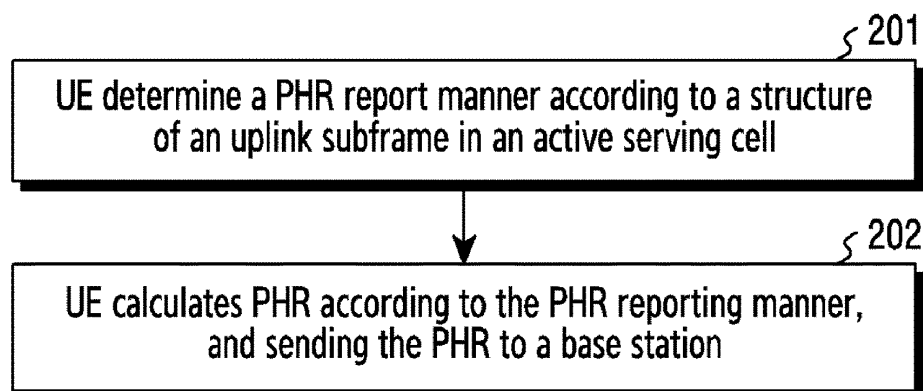 201
UE determine a PHR report manner according to a structure
of an uplink subframe in an active serving cell
202
UE calculates PHR according to the PHR reporting manner,
and sending the PHR to a base station